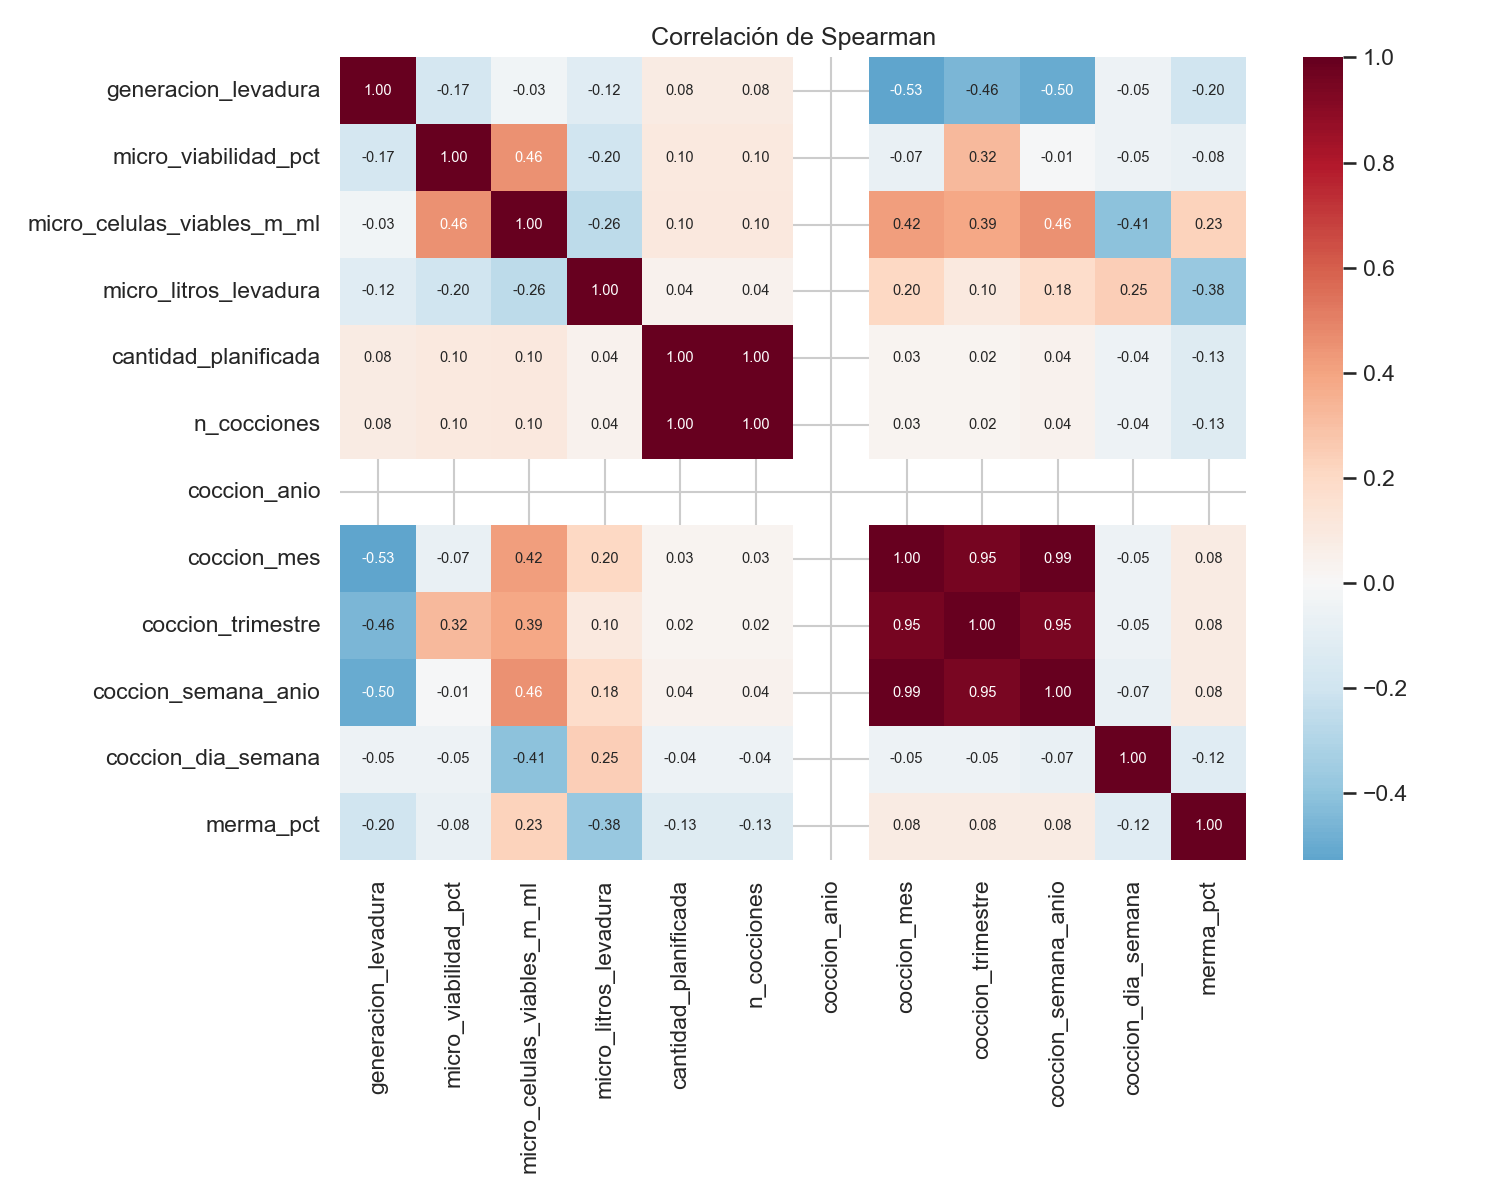 Correlación de Spearman
generacion_levadura 1.00 -0.17 -0.03 -0.12 0.08 0.08 -0.53 -0.46 -0.50 -0.05 -0.20
micro_viabilidad_pct -0.17 1.00 0.46 -0.20 0.10 0.10 -0.07 0.32 -0.01 -0.05 -0.08
micro_celulas_viables_m_ml -0.03 0.46 1.00 -0.26 0.10 0.10 0.42 0.39 0.46 -0.41 0.23
micro_litros_levadura -0.12 -0.20 -0.26 1.00 0.04 0.04 0.20 0.10 0.18 0.25 -0.38
cantidad_planificada 0.08 0.10 0.10 0.04 1.00 1.00 0.03 0.02 0.04 -0.04 -0.13
n_cocciones 0.08 0.10 0.10 0.04 1.00 1.00 0.03 0.02 0.04 -0.04 -0.13
coccion_anio
coccion_mes -0.53 -0.07 0.42 0.20 0.03 0.03 1.00 0.95 0.99 -0.05 0.08
coccion_trimestre -0.46 0.32 0.39 0.10 0.02 0.02 0.95 1.00 0.95 -0.05 0.08
coccion_semana_anio -0.50 -0.01 0.46 0.18 0.04 0.04 0.99 0.95 1.00 -0.07 0.08
coccion_dia_semana -0.05 -0.05 -0.41 0.25 -0.04 -0.04 -0.05 -0.05 -0.07 1.00 -0.12
merma_pct -0.20 -0.08 0.23 -0.38 -0.13 -0.13 0.08 0.08 0.08 -0.12 1.00
generacion_levadura
micro_viabilidad_pct
micro_celulas_viables_m_ml
micro_litros_levadura
cantidad_planificada
n_cocciones
coccion_anio
coccion_mes
coccion_trimestre
coccion_semana_anio
coccion_dia_semana
merma_pct
1.0
0.8
0.6
0.4
0.2
0.0
−0.2
−0.4